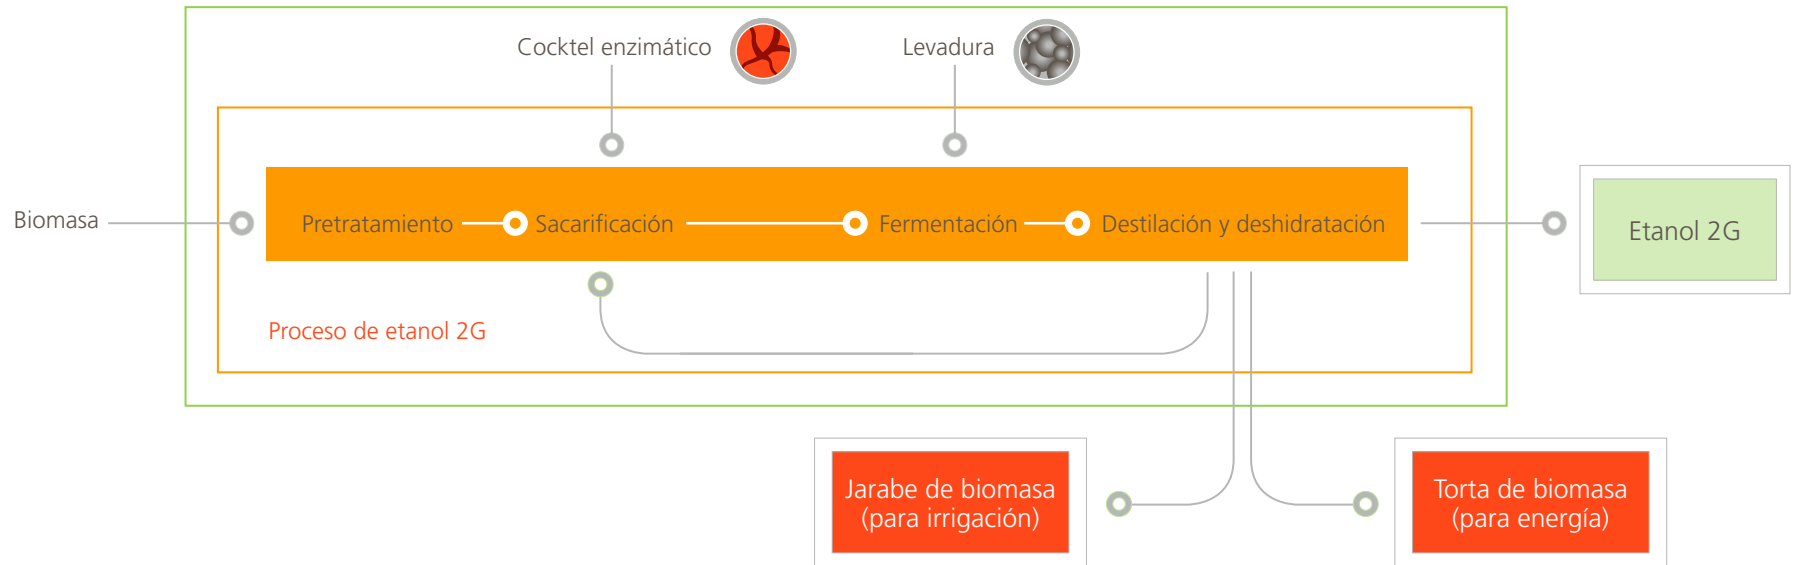 Cocktel enzimático
Levadura
Biomasa
Pretratamiento
Sacarificación
Fermentación
Destilación y deshidratación
Etanol 2G
Proceso de etanol 2G
Jarabe de biomasa
(para irrigación)
Torta de biomasa
(para energía)